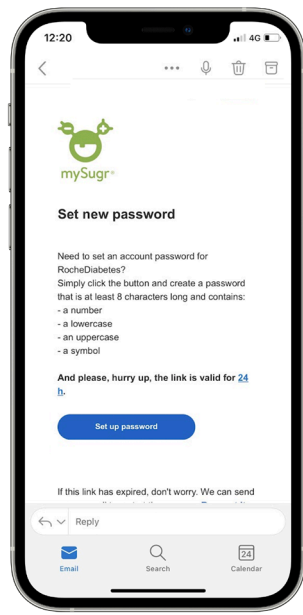 12:20
4G
mySugr®
Set new password
Need to set an account password for
RocheDiabetes?
Simply click the button and create a password
that is at least 8 characters long and contains:
- a number
- a lowercase
- an uppercase
- a symbol
And please, hurry up, the link is valid for 24
h.
Set up password
If this link has expired, don't worry. We can send
Reply
24
Email
Search
Calendar